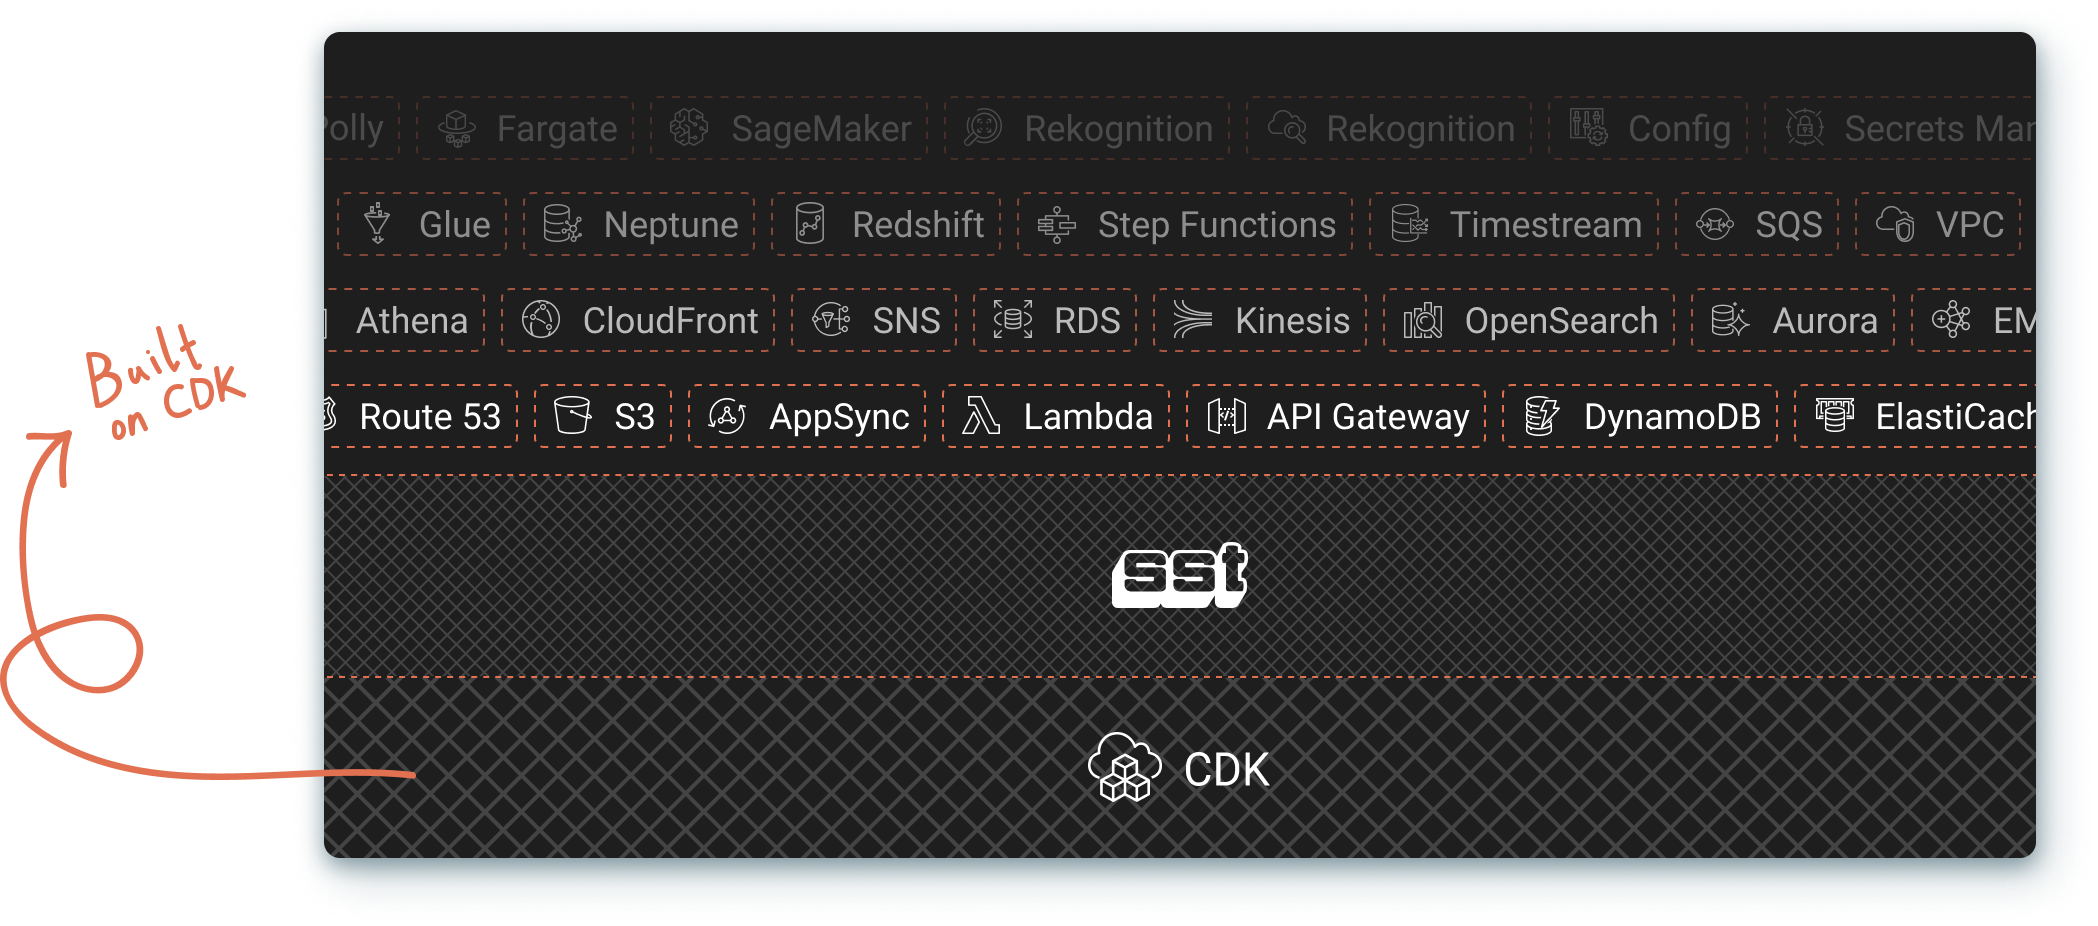 Polly Fargate SageMaker Rekognition Rekognition Config Secrets Mar
Glue Neptune Redshift Step Functions Timestream SQS VPC
Athena CloudFront SNS RDS Kinesis OpenSearch Aurora EM
Built
on CDK
Route 53 S3 AppSync Lambda API Gateway DynamoDB ElastiCach
sst
CDK